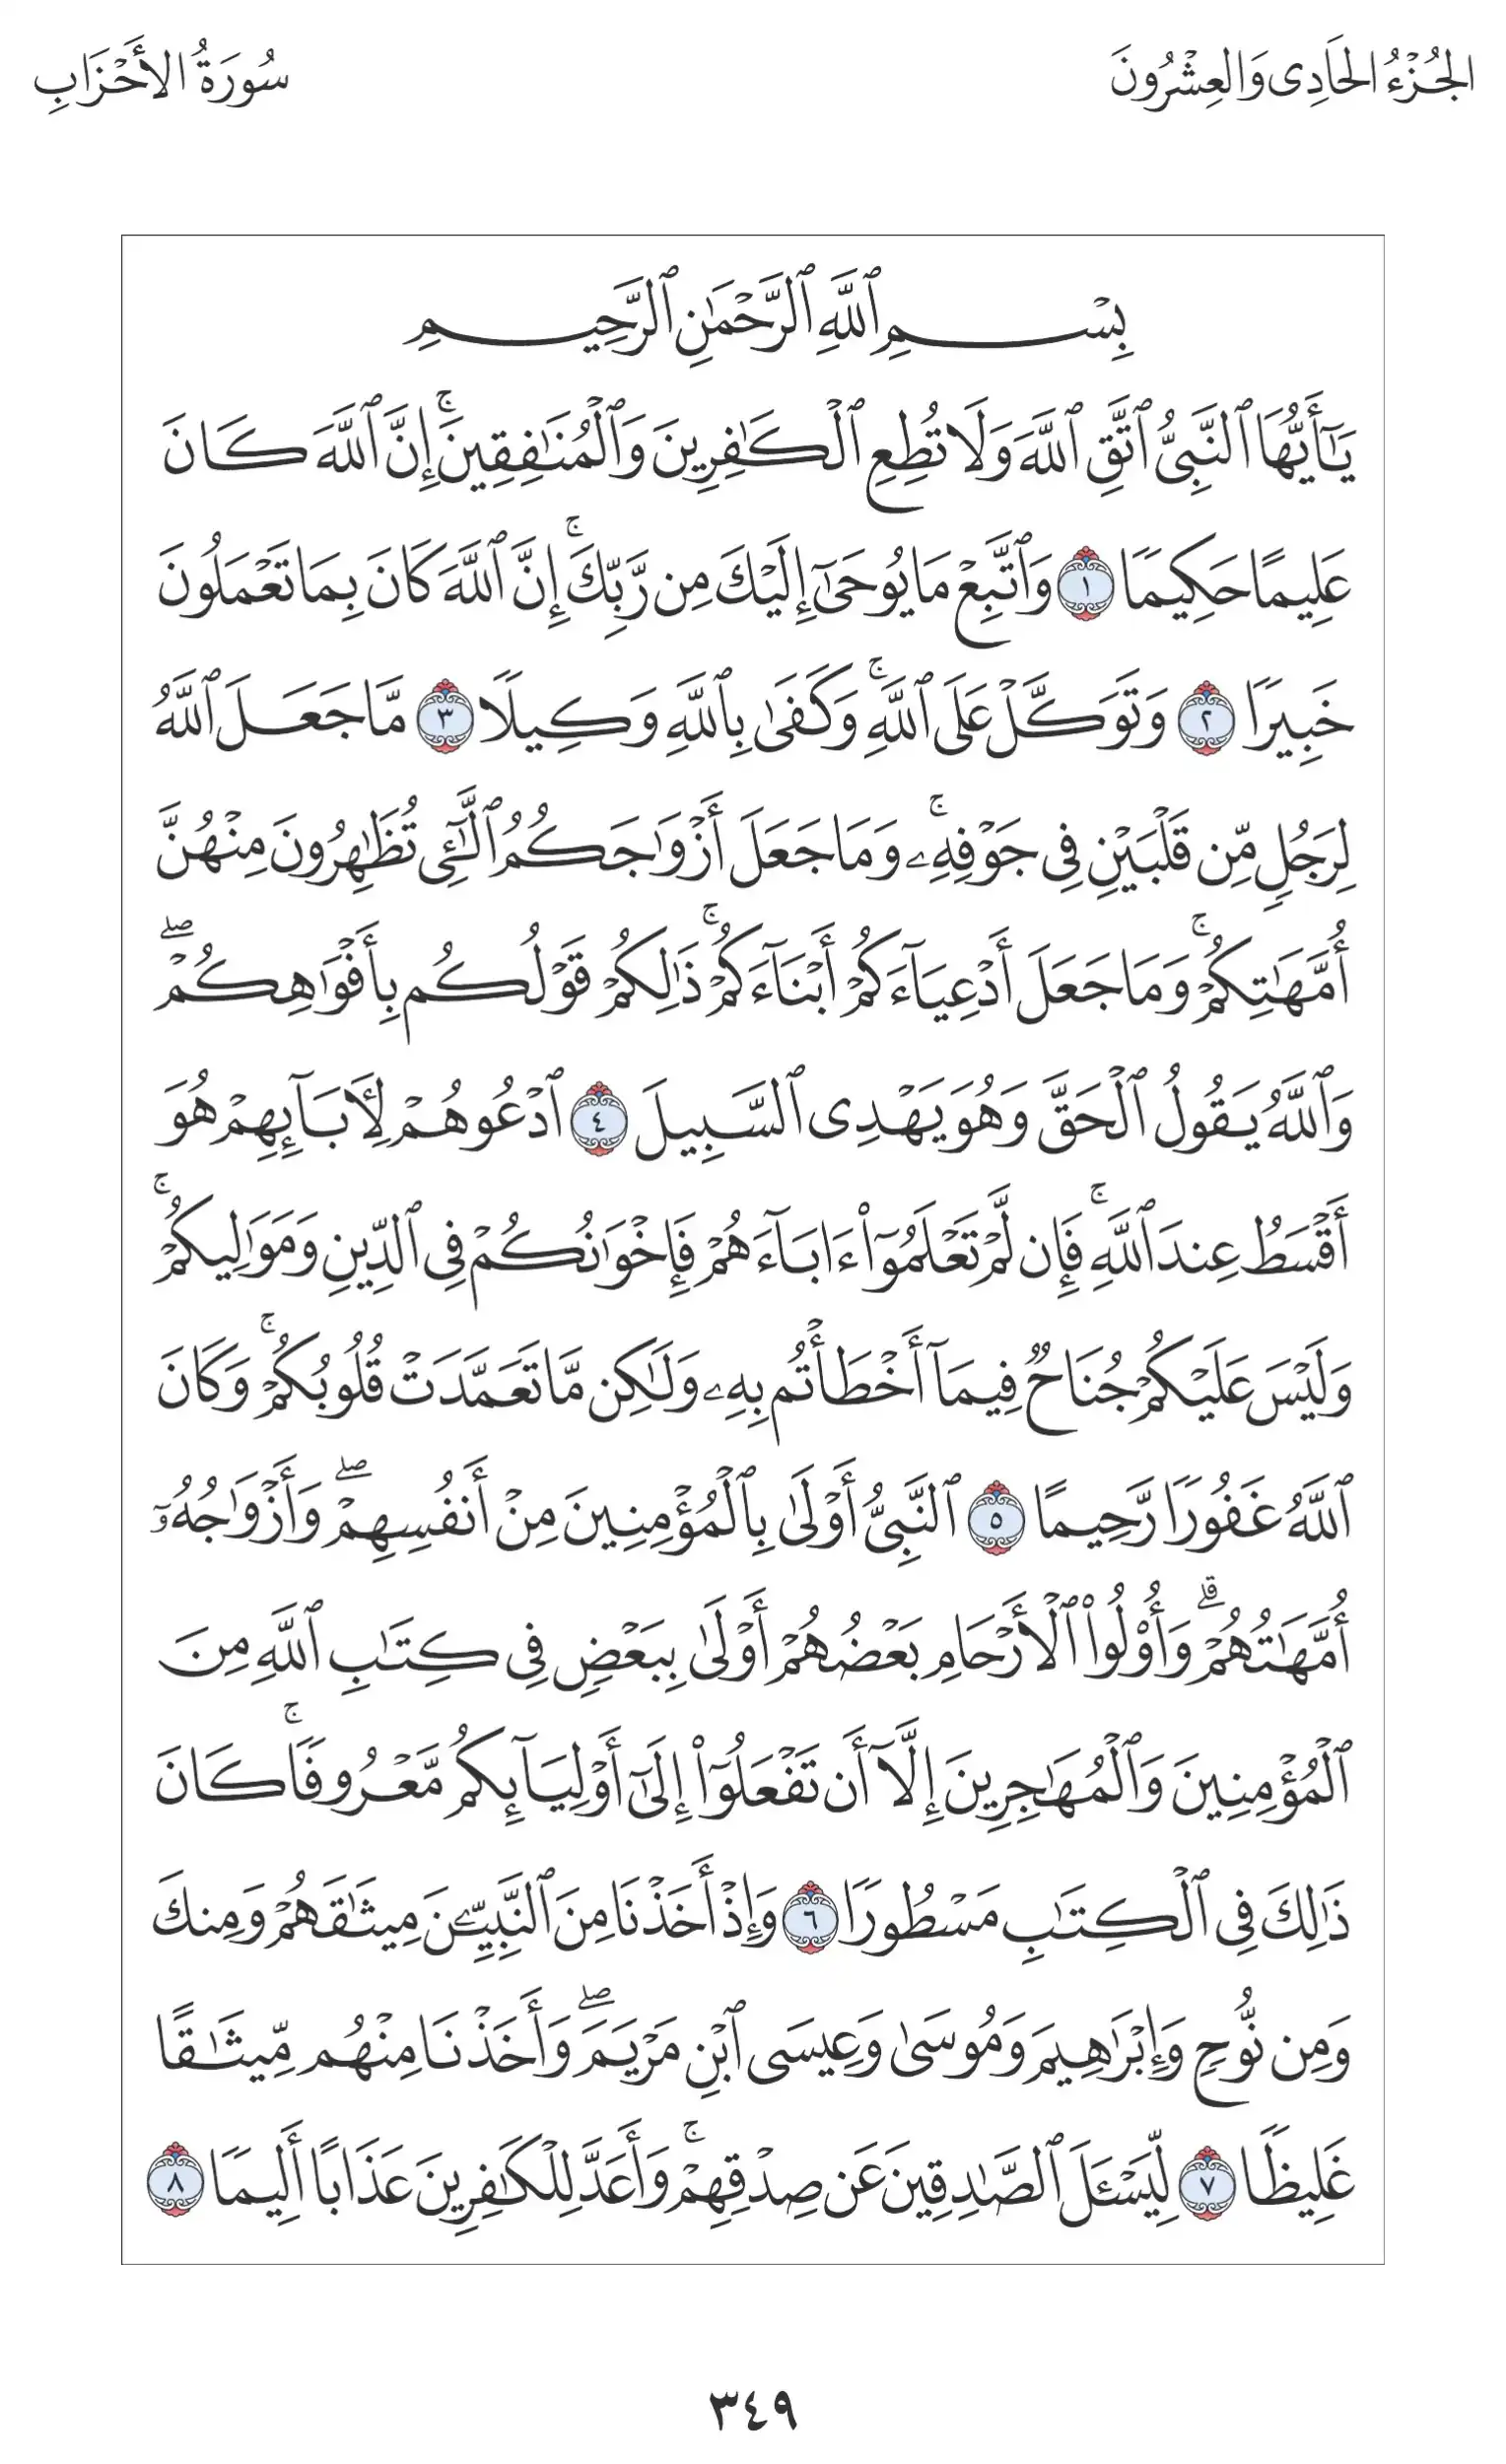 الجُزْءُ الحَادِى وَالعِشْرُونَ
سُورَةُ الأَحْزَابِ
بِسْمِ ٱللَّهِ ٱلرَّحْمَٰنِ ٱلرَّحِيمِ
يَٰٓأَيُّهَا ٱلنَّبِىُّ ٱتَّقِ ٱللَّهَ وَلَا تُطِعِ ٱلْكَٰفِرِينَ وَٱلْمُنَٰفِقِينَۚ إِنَّ ٱللَّهَ كَانَ
عَلِيمًا حَكِيمًا ١ وَٱتَّبِعْ مَا يُوحَىٰٓ إِلَيْكَ مِن رَّبِّكَۚ إِنَّ ٱللَّهَ كَانَ بِمَا تَعْمَلُونَ
خَبِيرًا ٢ وَتَوَكَّلْ عَلَى ٱللَّهِۚ وَكَفَىٰ بِٱللَّهِ وَكِيلًا ٣ مَّا جَعَلَ ٱللَّهُ
لِرَجُلٍ مِّن قَلْبَيْنِ فِى جَوْفِهِۦۚ وَمَا جَعَلَ أَزْوَٰجَكُمُ ٱلَّٰٓـِٔى تُظَٰهِرُونَ مِنْهُنَّ
أُمَّهَٰتِكُمْۚ وَمَا جَعَلَ أَدْعِيَآءَكُمْ أَبْنَآءَكُمْۚ ذَٰلِكُمْ قَوْلُكُم بِأَفْوَٰهِكُمْۖ
وَٱللَّهُ يَقُولُ ٱلْحَقَّ وَهُوَ يَهْدِى ٱلسَّبِيلَ ٤ ٱدْعُوهُمْ لِءَابَآئِهِمْ هُوَ
أَقْسَطُ عِندَ ٱللَّهِۚ فَإِن لَّمْ تَعْلَمُوٓا۟ ءَابَآءَهُمْ فَإِخْوَٰنُكُمْ فِى ٱلدِّينِ وَمَوَٰلِيكُمْۚ
وَلَيْسَ عَلَيْكُمْ جُنَاحٌ فِيمَآ أَخْطَأْتُم بِهِۦ وَلَٰكِن مَّا تَعَمَّدَتْ قُلُوبُكُمْۚ وَكَانَ
ٱللَّهُ غَفُورًا رَّحِيمًا ٥ ٱلنَّبِىُّ أَوْلَىٰ بِٱلْمُؤْمِنِينَ مِنْ أَنفُسِهِمْۖ وَأَزْوَٰجُهُۥٓ
أُمَّهَٰتُهُمْۗ وَأُو۟لُوا۟ ٱلْأَرْحَامِ بَعْضُهُمْ أَوْلَىٰ بِبَعْضٍ فِى كِتَٰبِ ٱللَّهِ مِنَ
ٱلْمُؤْمِنِينَ وَٱلْمُهَٰجِرِينَ إِلَّآ أَن تَفْعَلُوٓا۟ إِلَىٰٓ أَوْلِيَآئِكُم مَّعْرُوفًاۚ كَانَ
ذَٰلِكَ فِى ٱلْكِتَٰبِ مَسْطُورًا ٦ وَإِذْ أَخَذْنَا مِنَ ٱلنَّبِيِّۦنَ مِيثَٰقَهُمْ وَمِنكَ
وَمِن نُّوحٍ وَإِبْرَٰهِيمَ وَمُوسَىٰ وَعِيسَى ٱبْنِ مَرْيَمَۖ وَأَخَذْنَا مِنْهُم مِّيثَٰقًا
غَلِيظًا ٧ لِّيَسْـَٔلَ ٱلصَّٰدِقِينَ عَن صِدْقِهِمْۚ وَأَعَدَّ لِلْكَٰفِرِينَ عَذَابًا أَلِيمًا ٨
٣٤٩